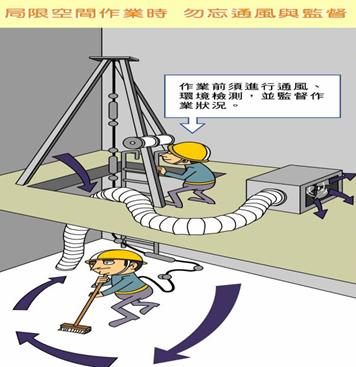 局限空間作業時 勿忘通風與監督
作業前須進行通風、
環境檢測，並監督作
業狀況。